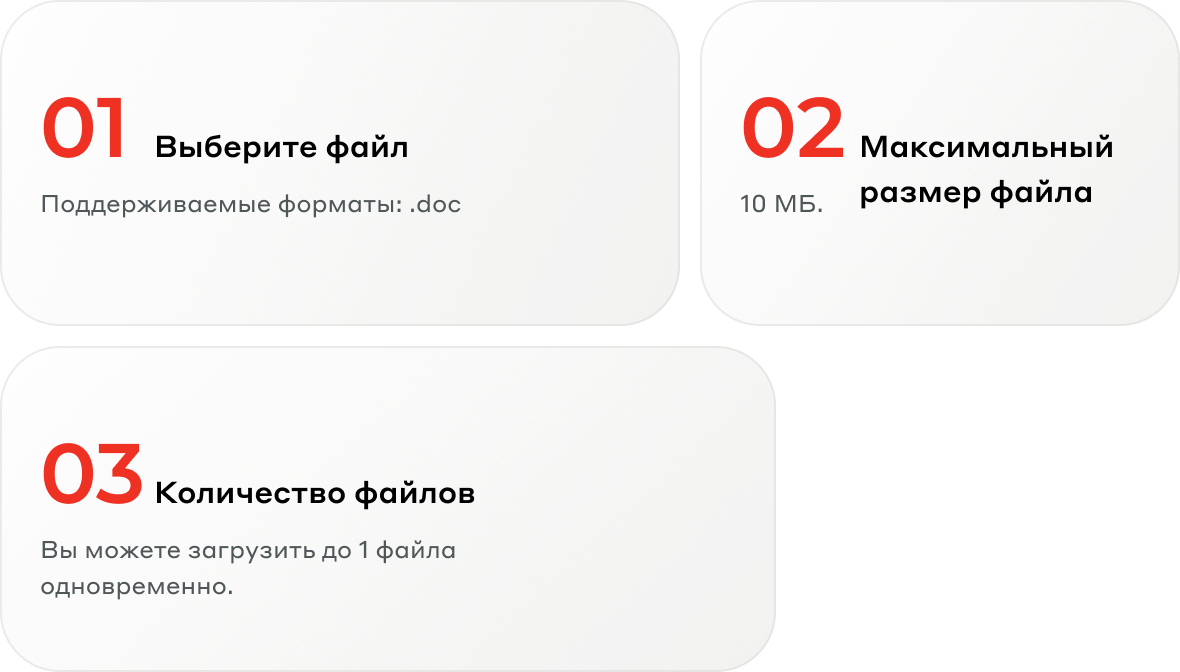 01 Выберите файл
Поддерживаемые форматы: .doc
02 Максимальный
размер файла
10 МБ.
03 Количество файлов
Вы можете загрузить до 1 файла
одновременно.